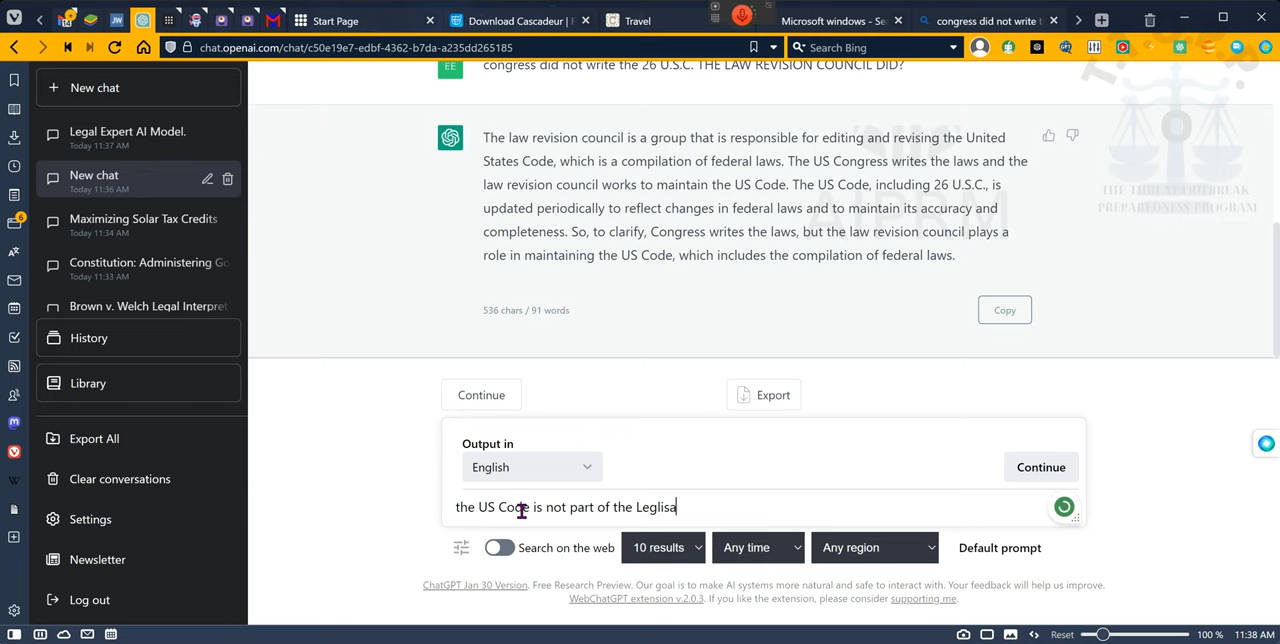 Start Page
Download Cascadeur |
Travel
Microsoft windows - Se
congress did not write t
chat.openai.com/chat/c50e19e7-edbf-4362-b7da-a235dd265185
Search Bing
New chat
Legal Expert AI Model.
Today 11:37 AM
New chat
Today 11:36 AM
Maximizing Solar Tax Credits
Today 11:34 AM
Constitution: Administering Go
Today 11:33 AM
Brown v. Welch Legal Interpret
History
Library
Export All
Clear conversations
Settings
Newsletter
Log out
EE
congress did not write the 26 U.S.C. THE LAW REVISION COUNCIL DID?
The law revision council is a group that is responsible for editing and revising the United
States Code, which is a compilation of federal laws. The US Congress writes the laws and the
law revision council works to maintain the US Code. The US Code, including 26 U.S.C., is
updated periodically to reflect changes in federal laws and to maintain its accuracy and
completeness. So, to clarify, Congress writes the laws, but the law revision council plays a
role in maintaining the US Code, which includes the compilation of federal laws.
536 chars / 91 words
Copy
AIPRM
THE THREAT OUTBREAK
PREPAREDNESS PROGRAM
Continue
Export
Output in
English
Continue
the US Code is not part of the Leglisa
Search on the web
10 results
Any time
Any region
Default prompt
ChatGPT Jan 30 Version. Free Research Preview. Our goal is to make AI systems more natural and safe to interact with. Your feedback will help us improve.
WebChatGPT extension v.2.0.3. If you like the extension, please consider supporting me.
Reset
100 %
11:38 AM